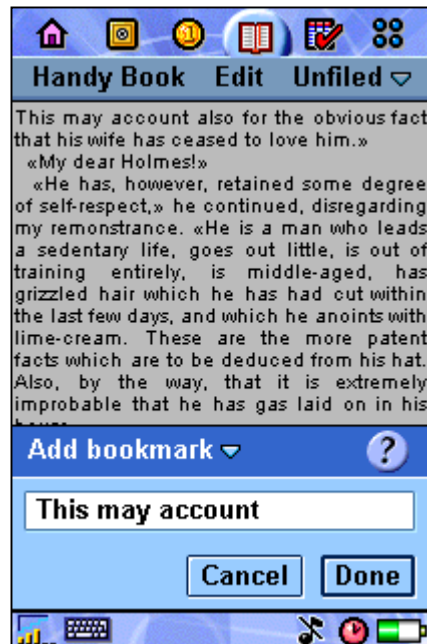 Handy Book Edit Unfiled
This may account also for the obvious fact
that his wife has ceased to love him.»
«My dear Holmes!»
«He has, however, retained some degree
of self-respect,» he continued, disregarding
my remonstrance. «He is a man who leads
a sedentary life, goes out little, is out of
training entirely, is middle-aged, has
grizzled hair which he has had cut within
the last few days, and which he anoints with
lime-cream. These are the more patent
facts which are to be deduced from his hat.
Also, by the way, that it is extremely
improbable that he has gas laid on in his
Add bookmark ?
This may account
Cancel Done